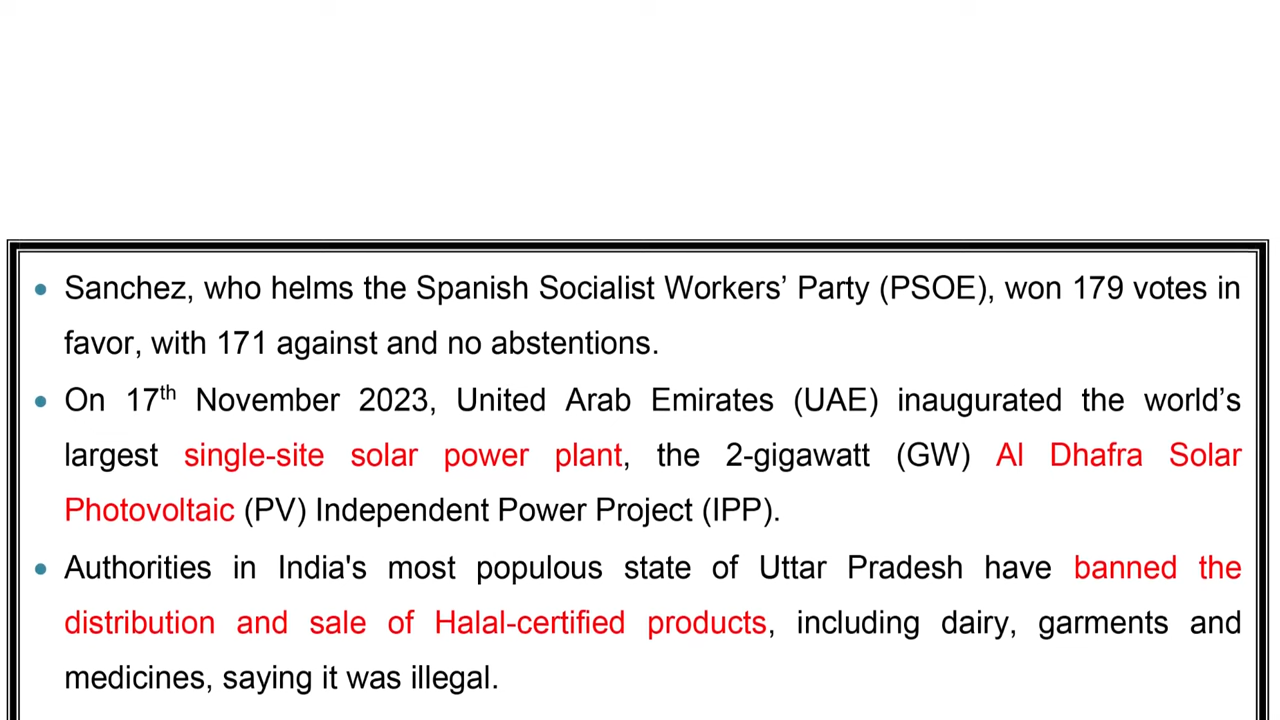 • Sanchez, who helms the Spanish Socialist Workers’ Party (PSOE), won 179 votes in
favor, with 171 against and no abstentions.
• On 17th November 2023, United Arab Emirates (UAE) inaugurated the world’s
largest single-site solar power plant, the 2-gigawatt (GW) Al Dhafra Solar
Photovoltaic (PV) Independent Power Project (IPP).
• Authorities in India's most populous state of Uttar Pradesh have banned the
distribution and sale of Halal-certified products, including dairy, garments and
medicines, saying it was illegal.